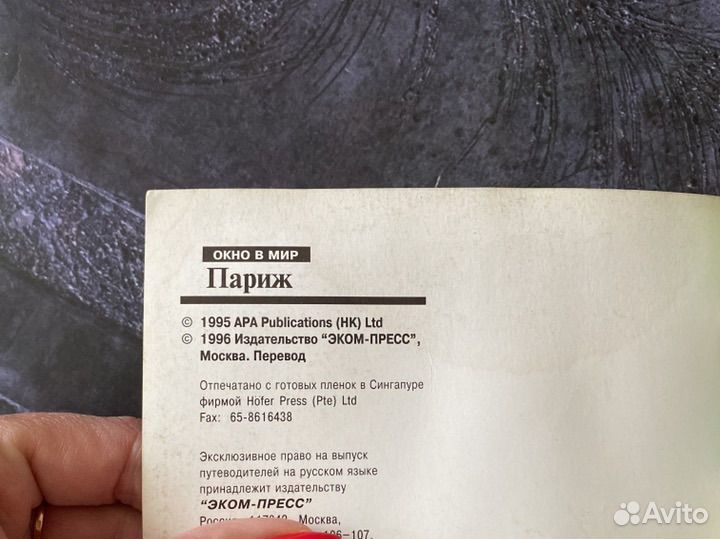 ОКНО В МИР
Париж
© 1995 APA Publications (HK) Ltd
© 1996 Издательство "ЭКОМ-ПРЕСС",
Москва. Перевод
Отпечатано с готовых пленок в Сингапуре
фирмой Höfer Press (Pte) Ltd
Fax: 65-8616438
Эксклюзивное право на выпуск
путеводителей на русском языке
принадлежит издательству
"ЭКОМ-ПРЕСС"
Москва,
Avito